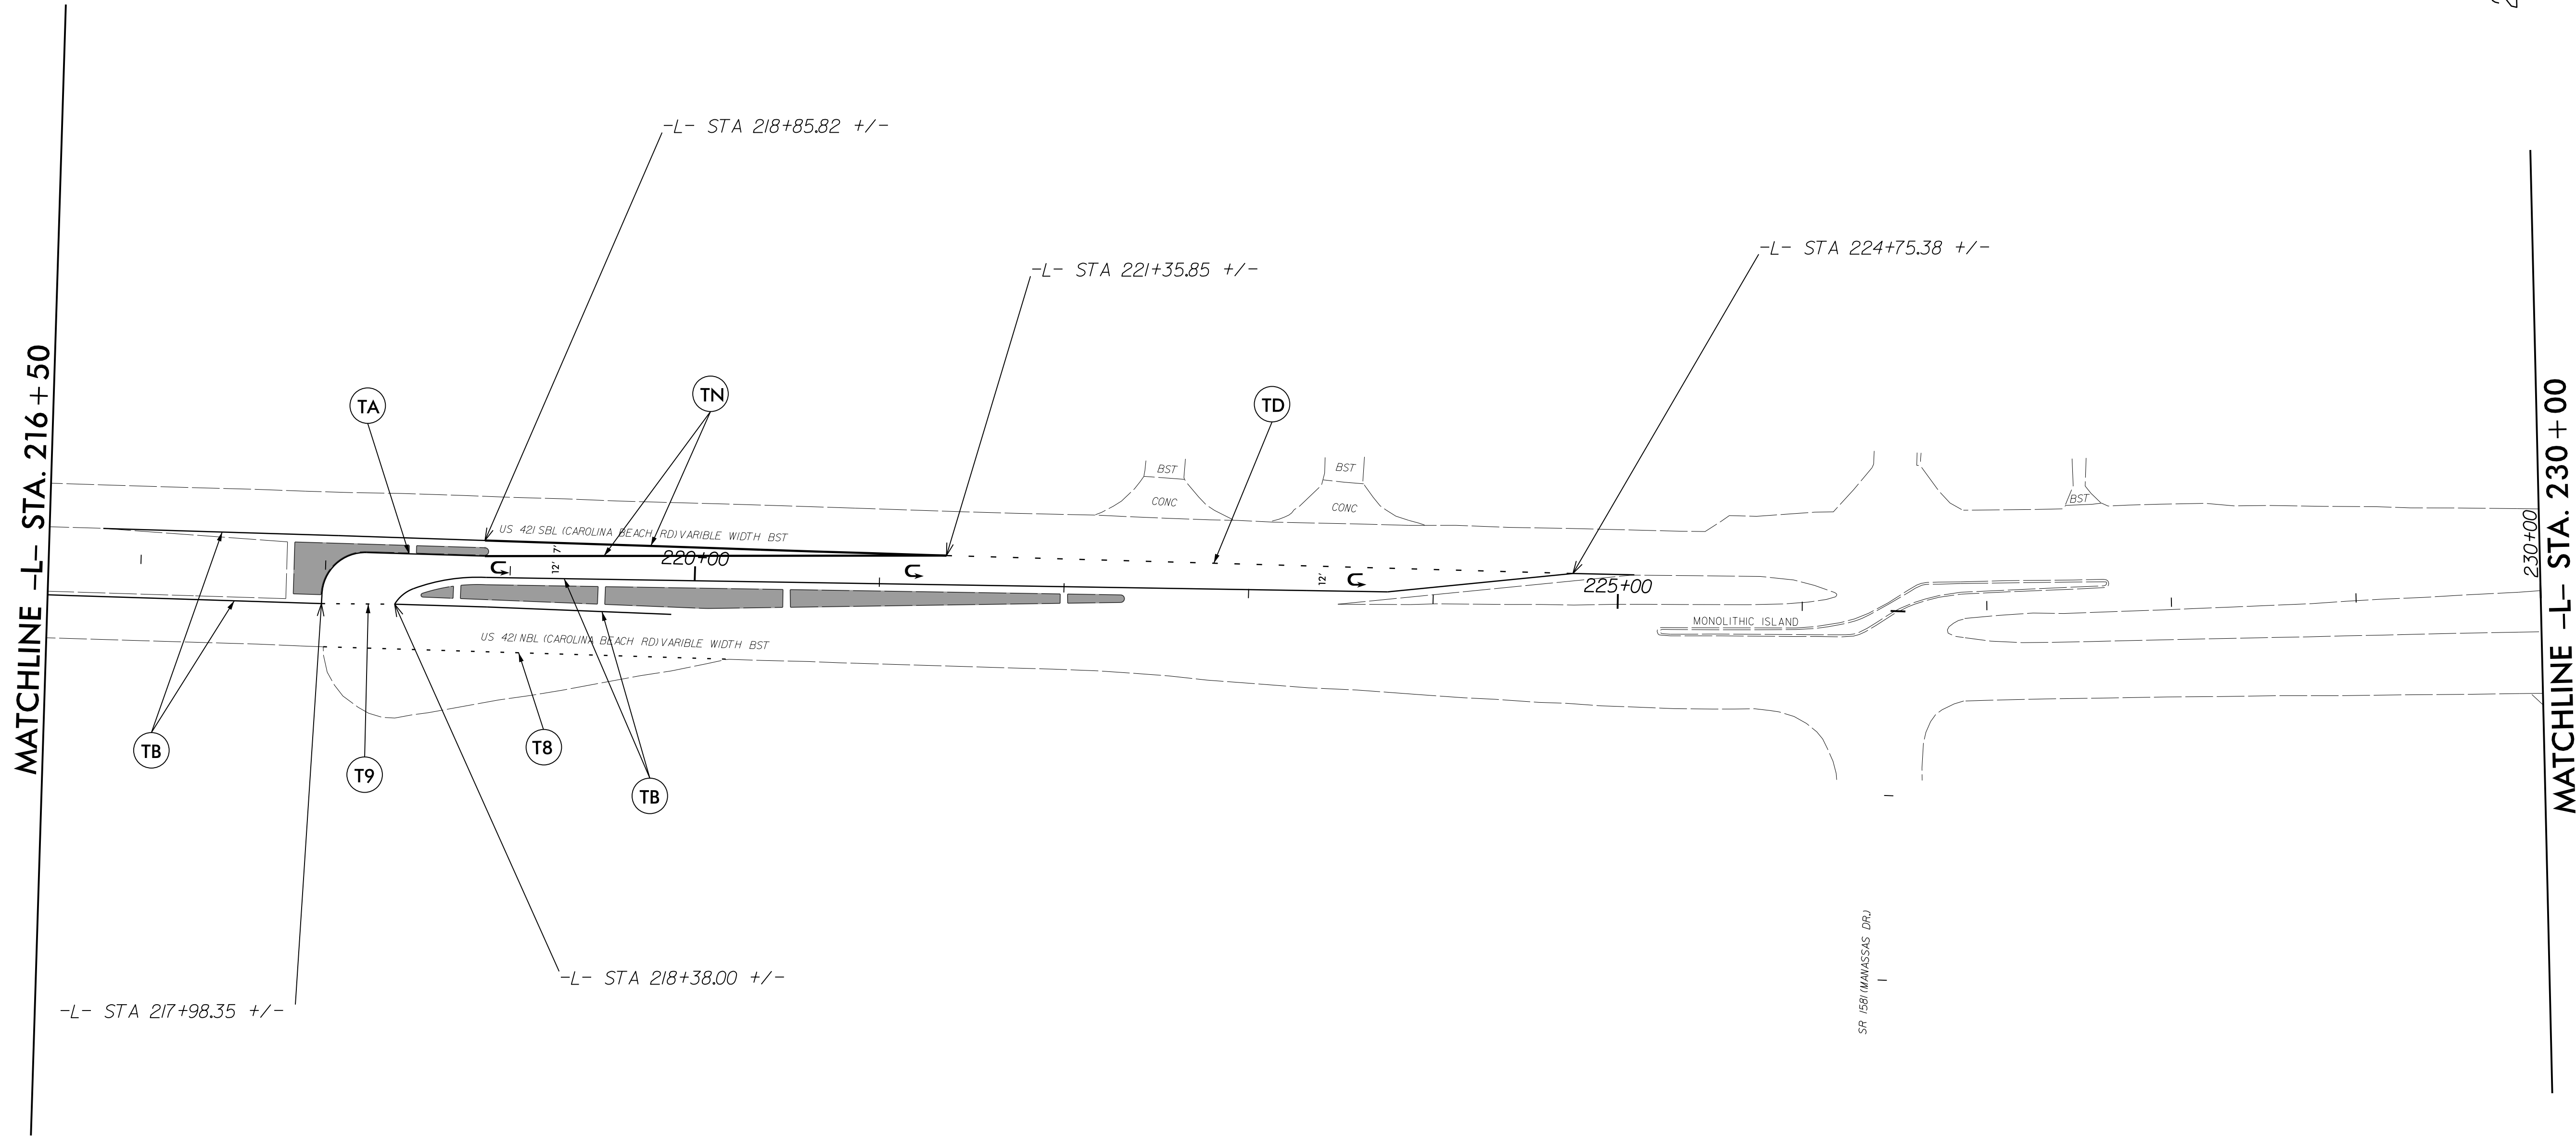 -L- STA 218+85.82 +/-
-L- STA 224+75.38 +/-
-L- STA 221+35.85 +/-
MATCHLINE -L- STA. 216+50
MATCHLINE -L- STA. 230+00
230+00
TA
TN
TD
BST
BST
CONC
CONC
BST
US 421 SBL (CAROLINA BEACH RD) VARIBLE WIDTH BST
7'
12'
220+00
12'
225+00
MONOLITHIC ISLAND
US 421 NBL (CAROLINA BEACH RD) VARIBLE WIDTH BST
TB
T9
T8
TB
SR 1581 (MANASSAS DR.)
-L- STA 218+38.00 +/-
-L- STA 217+98.35 +/-